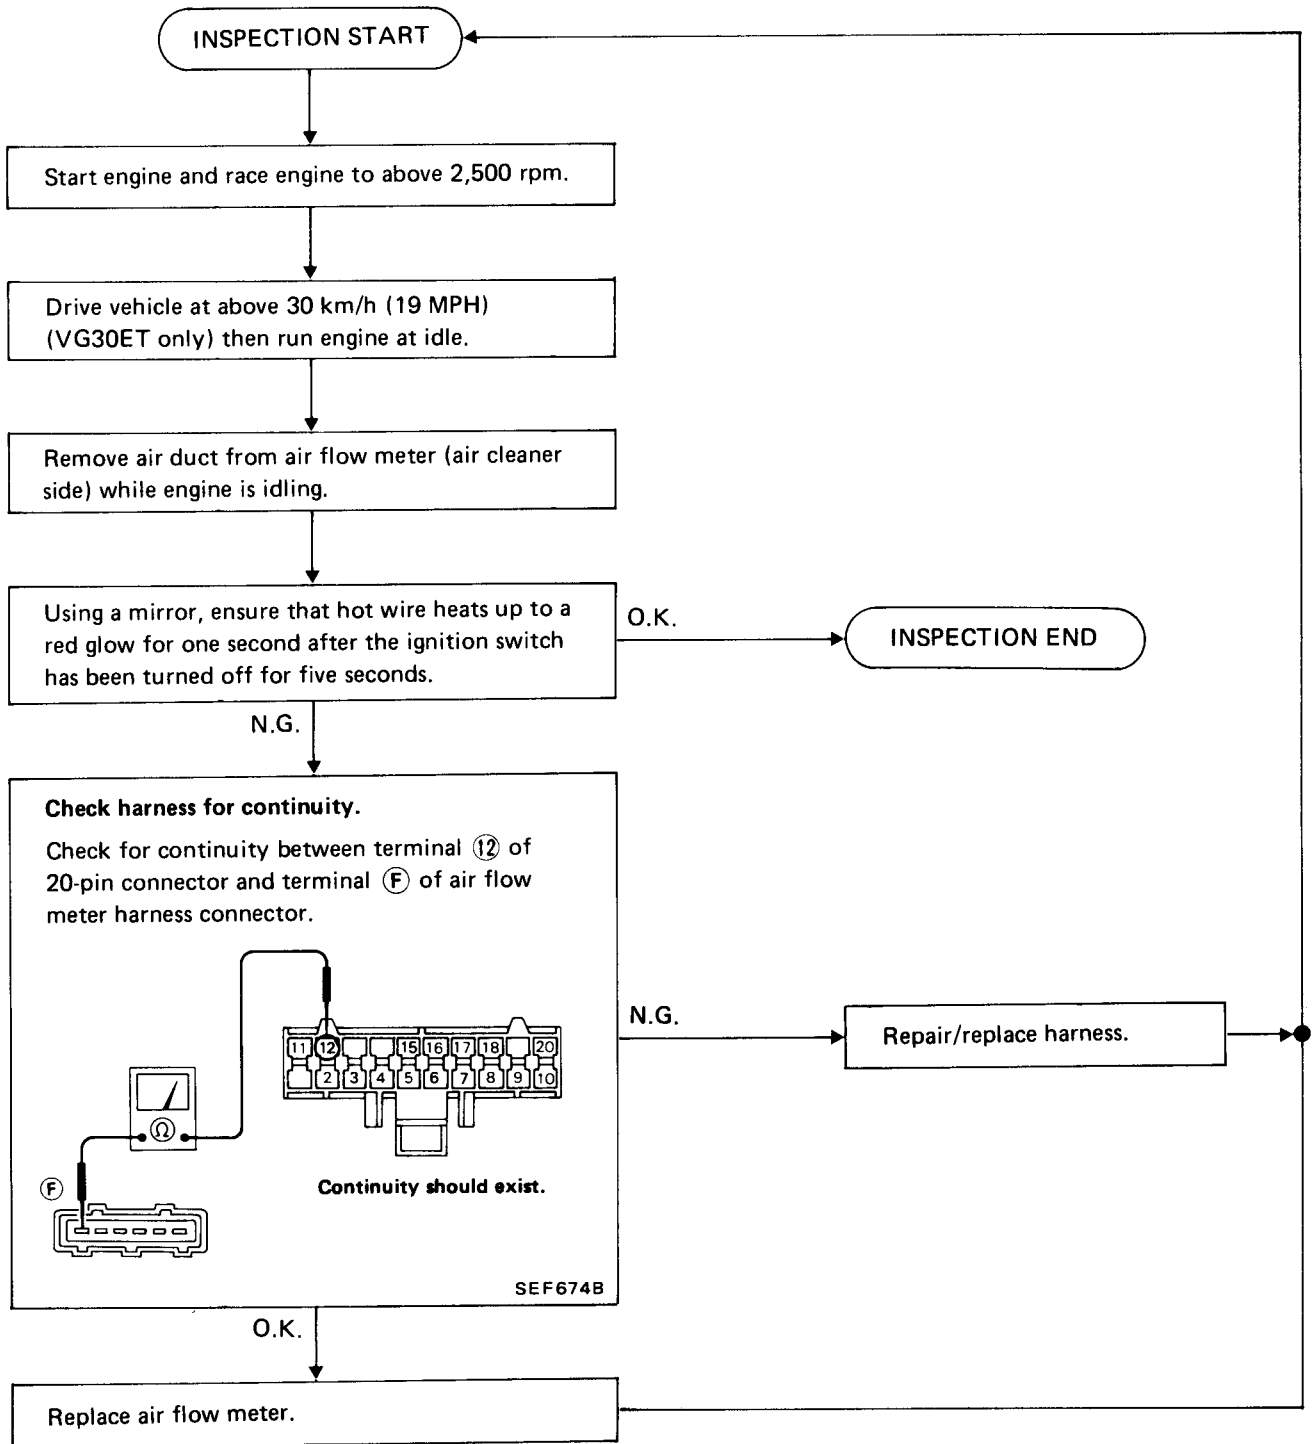 INSPECTION START
Start engine and race engine to above 2,500 rpm.
Drive vehicle at above 30 km/h (19 MPH)
(VG30ET only) then run engine at idle.
Remove air duct from air flow meter (air cleaner
side) while engine is idling.
Using a mirror, ensure that hot wire heats up to a
red glow for one second after the ignition switch
has been turned off for five seconds.
O.K.
INSPECTION END
N.G.
Check harness for continuity.
Check for continuity between terminal ⑫ of
20-pin connector and terminal Ⓕ of air flow
meter harness connector.
11 12 15 16 17 18 20
2 3 4 5 6 7 8 9 10
Ω
Ⓕ
Continuity should exist.
SEF674B
N.G.
Repair/replace harness.
O.K.
Replace air flow meter.